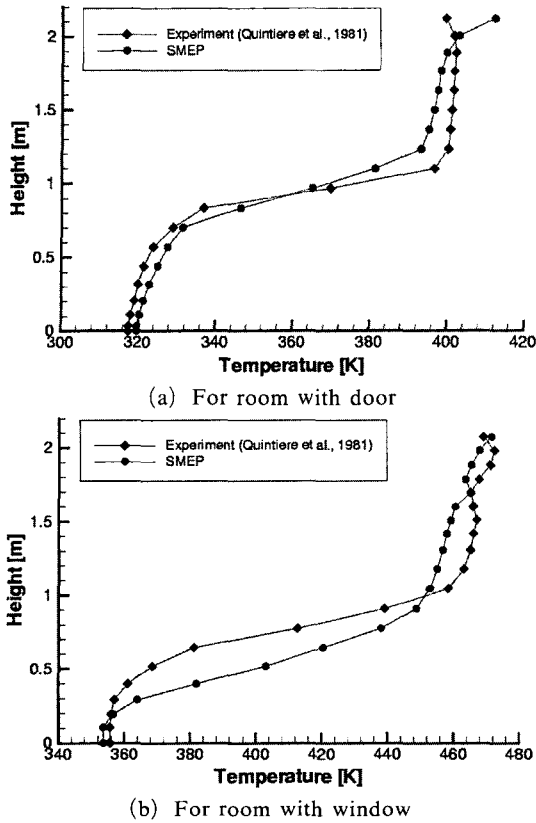 Experiment (Quintiere et al., 1981)
SMEP
Height [m]
2
1.5
1
0.5
0
300 320 340 360 380 400 420
Temperature [K]
(a) For room with door
Experiment (Quintiere et al., 1981)
SMEP
Height [m]
2
1.5
1
0.5
0
340 360 380 400 420 440 460 480
Temperature [K]
(b) For room with window